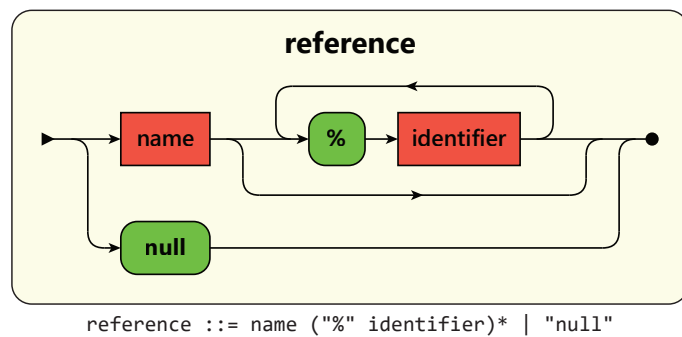 reference
name
%
identifier
null
reference ::= name ("%" identifier)* | "null"